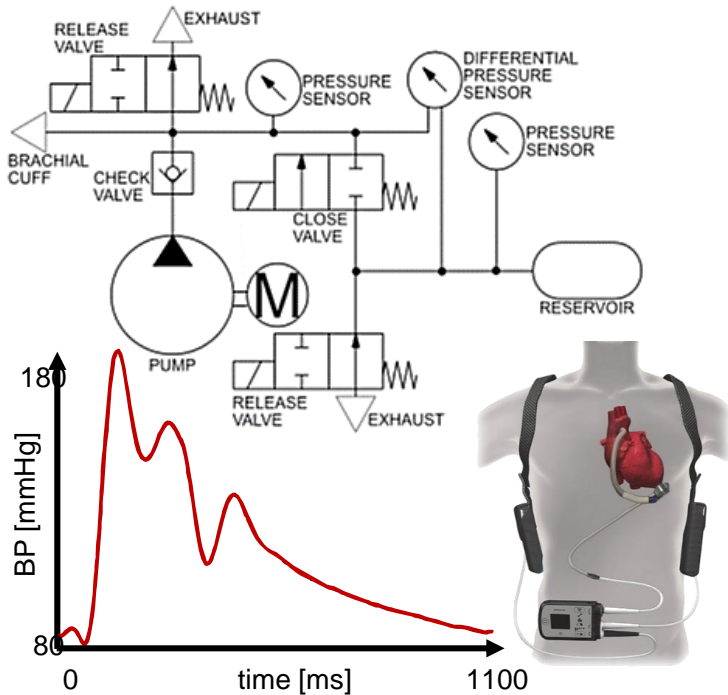 EXHAUST
RELEASE
VALVE
PRESSURE
SENSOR
DIFFERENTIAL
PRESSURE
SENSOR
PRESSURE
SENSOR
BRACHIAL
CUFF
CHECK
VALVE
CLOSE
VALVE
M
RESERVOIR
PUMP
RELEASE
VALVE
EXHAUST
180
BP [mmHg]
80
0
time [ms]
1100